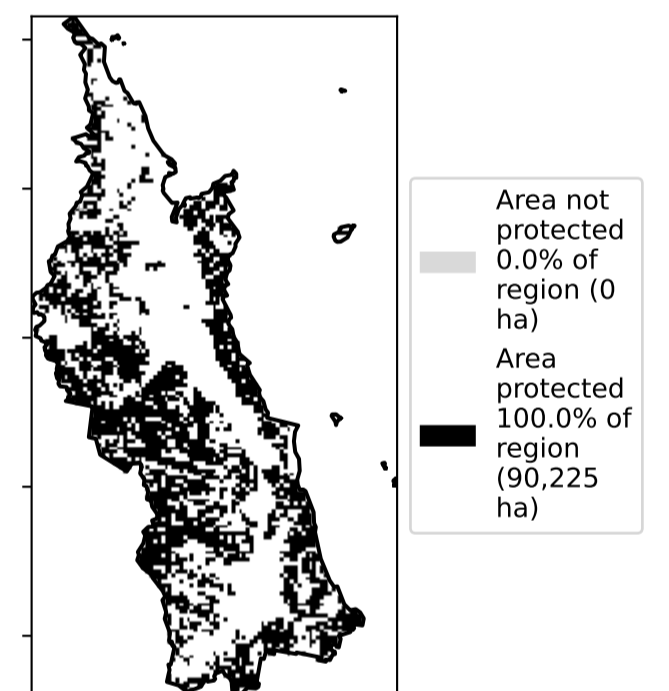 Area not
protected
0.0% of
region (0
ha)
Area
protected
100.0% of
region
(90,225
ha)